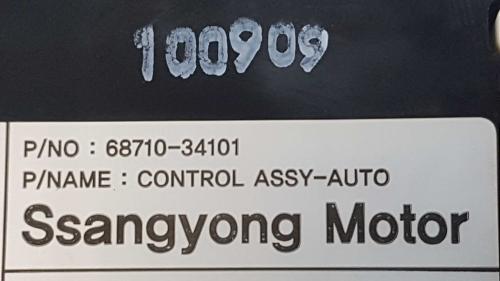 100909
P/NO : 68710-34101
P/NAME : CONTROL ASSY-AUTO
Ssangyong Motor